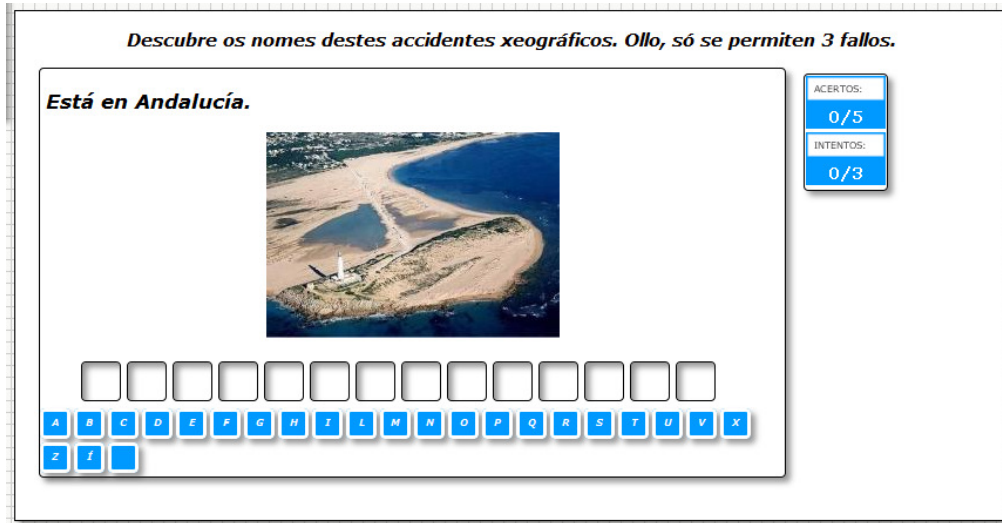 Descubre os nomes destes accidentes xeográficos. Ollo, só se permiten 3 fallos.
Está en Andalucía.
ACERTOS:
0/5
INTENTOS:
0/3
A B C D E F G H I L M N O P Q R S T U V X
Z Í